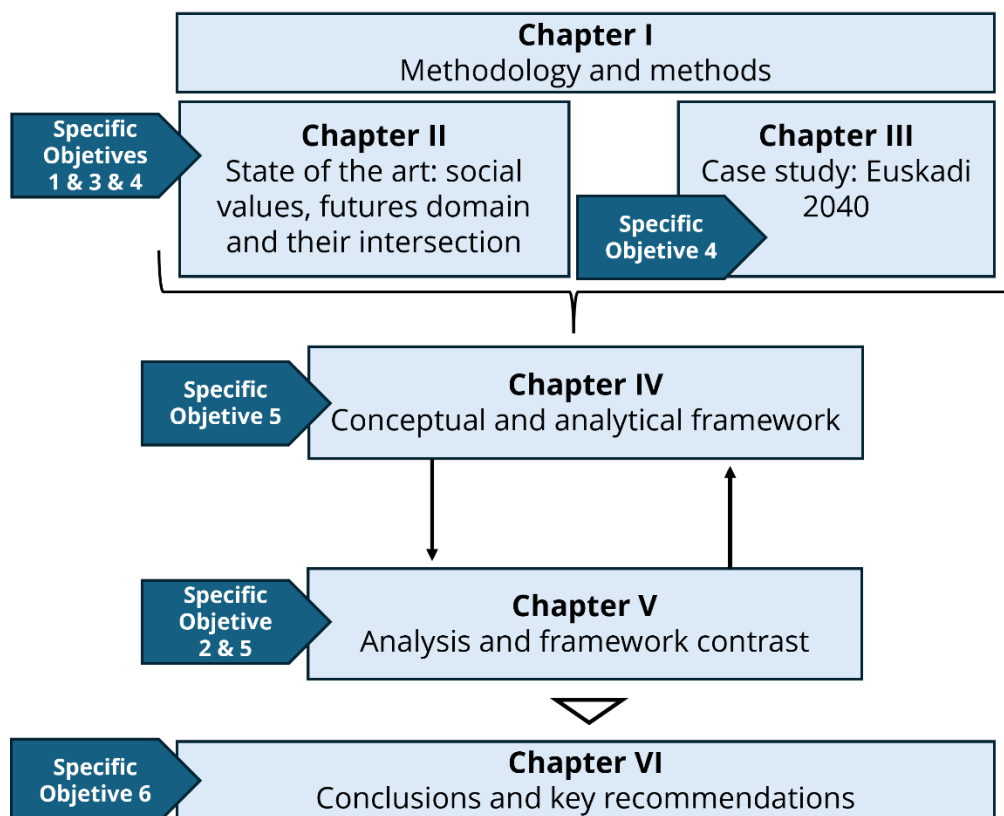 Chapter I
Methodology and methods
Specific
Objetives
1 & 3 & 4
Chapter II
State of the art: social
values, futures domain
and their intersection
Specific
Objetive 4
Chapter III
Case study: Euskadi
2040
Specific
Objetive 5
Chapter IV
Conceptual and analytical framework
Specific
Objetive
2 & 5
Chapter V
Analysis and framework contrast
Specific
Objetive 6
Chapter VI
Conclusions and key recommendations